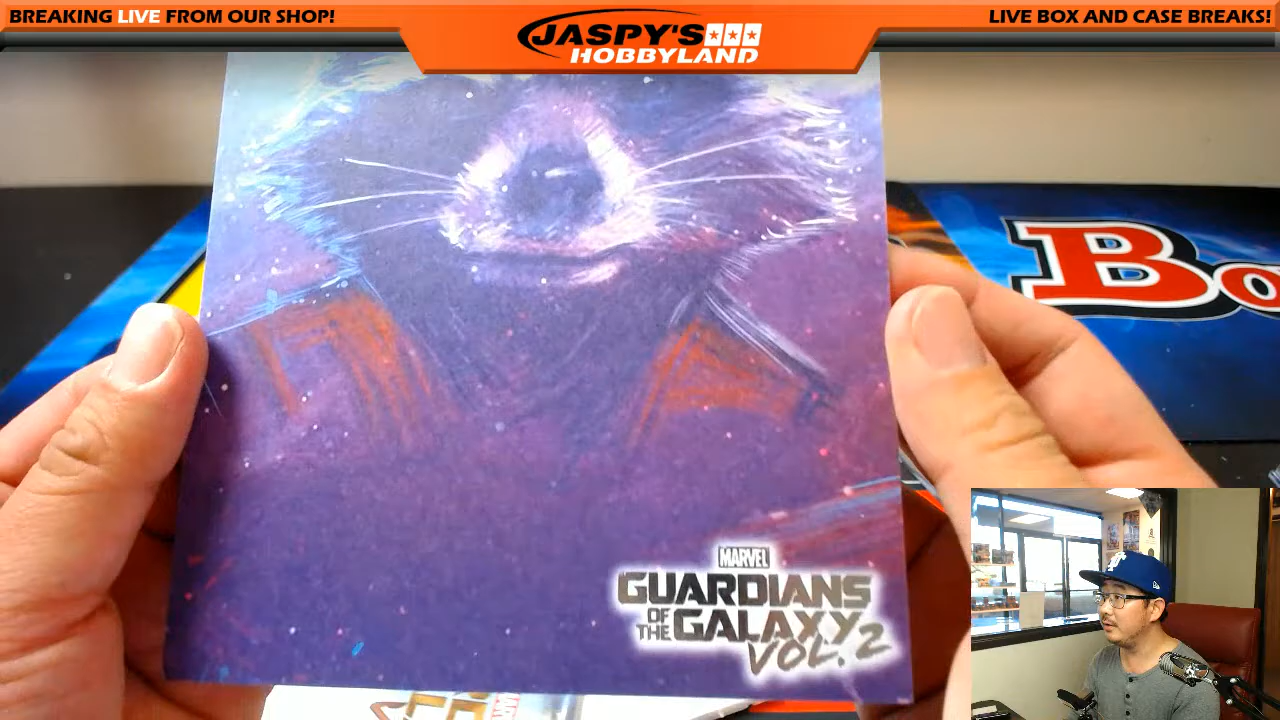 BREAKING LIVE FROM OUR SHOP!
JASPY'S
HOBBYLAND
LIVE BOX AND CASE BREAKS!
Bo
MARVEL
GUARDIANS
OF THE GALAXY
VOL. 2